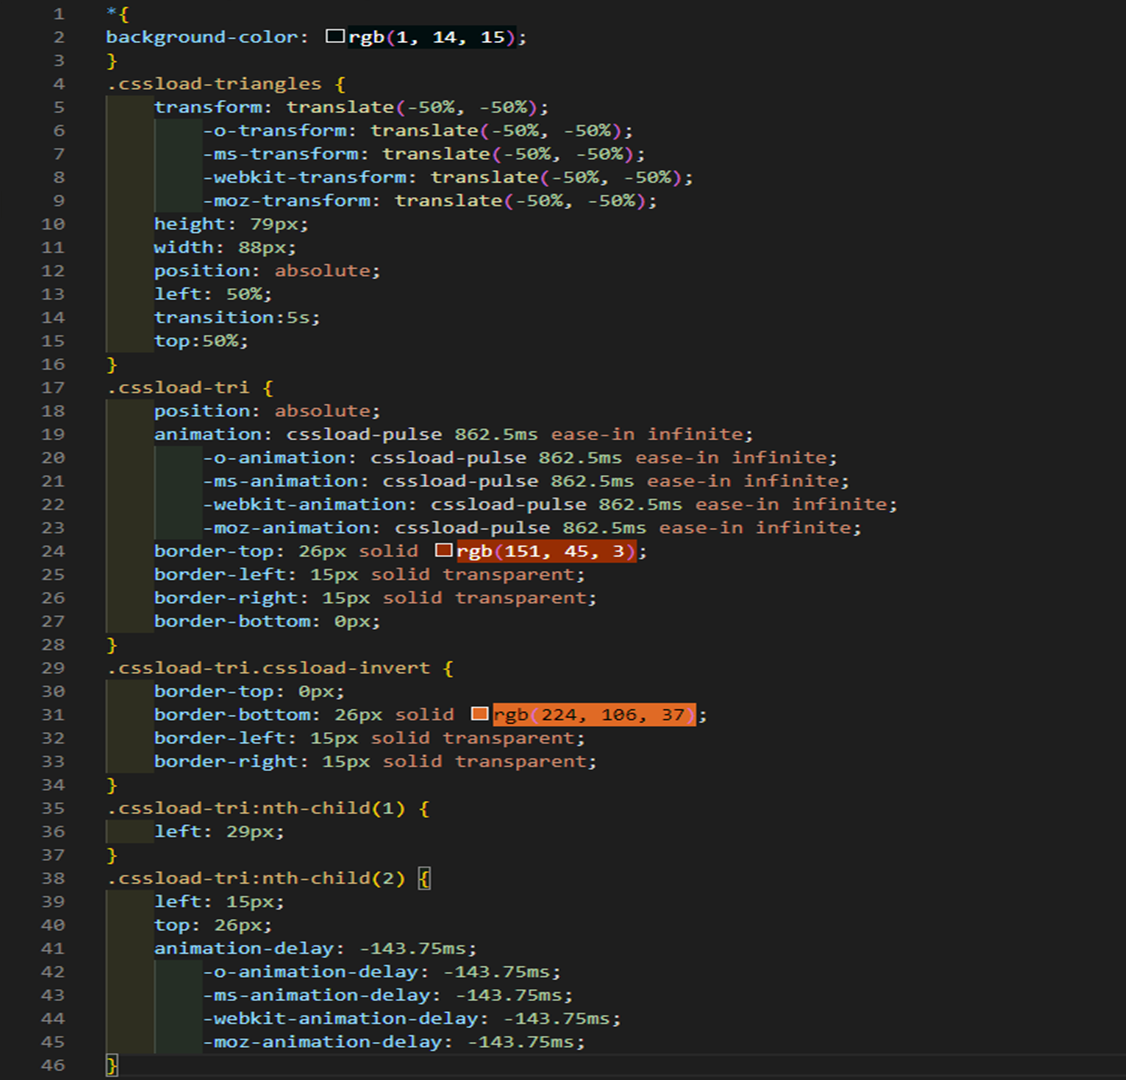 1 *{
2 background-color: rgb(1, 14, 15);
3 }
4 .cssload-triangles {
5     transform: translate(-50%, -50%);
6         -o-transform: translate(-50%, -50%);
7         -ms-transform: translate(-50%, -50%);
8         -webkit-transform: translate(-50%, -50%);
9         -moz-transform: translate(-50%, -50%);
10     height: 79px;
11     width: 88px;
12     position: absolute;
13     left: 50%;
14     transition:5s;
15     top:50%;
16 }
17 .cssload-tri {
18     position: absolute;
19     animation: cssload-pulse 862.5ms ease-in infinite;
20         -o-animation: cssload-pulse 862.5ms ease-in infinite;
21         -ms-animation: cssload-pulse 862.5ms ease-in infinite;
22         -webkit-animation: cssload-pulse 862.5ms ease-in infinite;
23         -moz-animation: cssload-pulse 862.5ms ease-in infinite;
24     border-top: 26px solid rgb(151, 45, 3);
25     border-left: 15px solid transparent;
26     border-right: 15px solid transparent;
27     border-bottom: 0px;
28 }
29 .cssload-tri.cssload-invert {
30     border-top: 0px;
31     border-bottom: 26px solid rgb(224, 106, 37);
32     border-left: 15px solid transparent;
33     border-right: 15px solid transparent;
34 }
35 .cssload-tri:nth-child(1) {
36     left: 29px;
37 }
38 .cssload-tri:nth-child(2) {
39     left: 15px;
40     top: 26px;
41     animation-delay: -143.75ms;
42         -o-animation-delay: -143.75ms;
43         -ms-animation-delay: -143.75ms;
44         -webkit-animation-delay: -143.75ms;
45         -moz-animation-delay: -143.75ms;
46 }